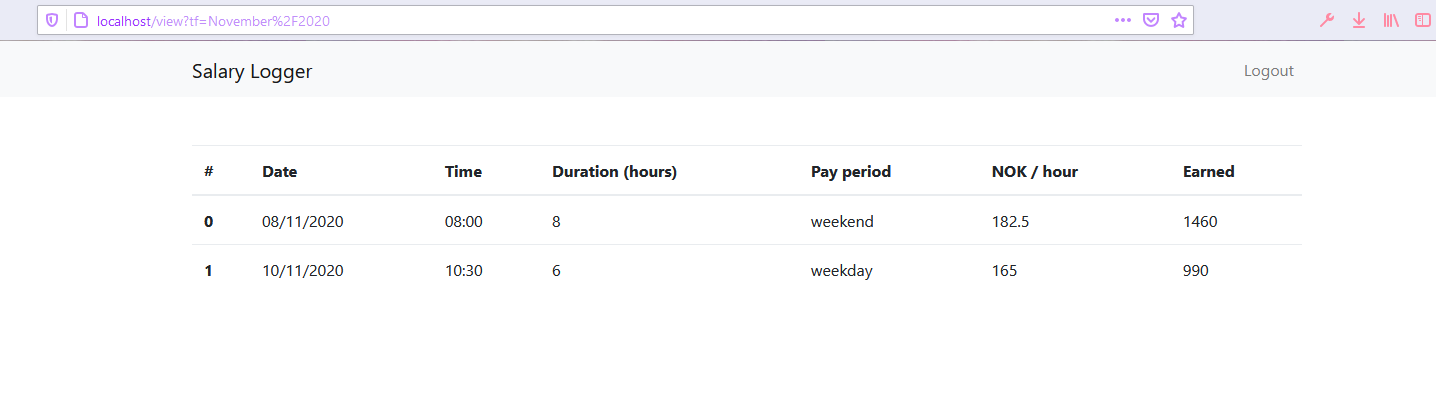 localhost/view?tf=November%2F2020
Salary Logger Logout
# Date Time Duration (hours) Pay period NOK / hour Earned
0 08/11/2020 08:00 8 weekend 182.5 1460
1 10/11/2020 10:30 6 weekday 165 990